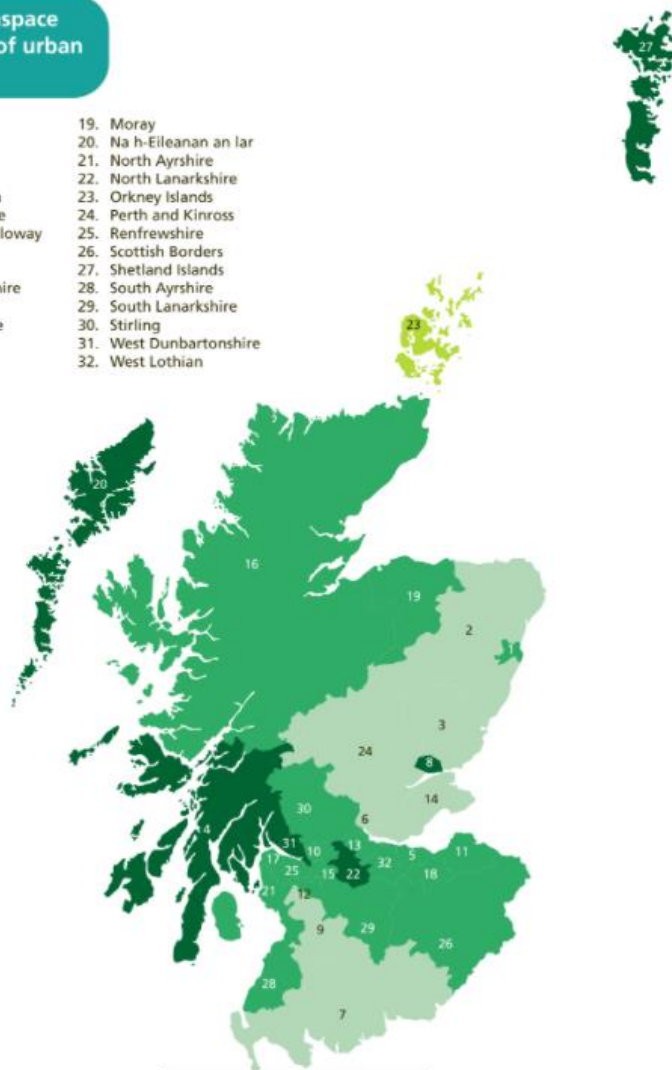 of urban
19. Moray
20. Na h-Eileanan an Iar
21. North Ayrshire
22. North Lanarkshire
23. Orkney Islands
24. Perth and Kinross
25. Renfrewshire
26. Scottish Borders
27. Shetland Islands
28. South Ayrshire
29. South Lanarkshire
30. Stirling
31. West Dunbartonshire
32. West Lothian
27
23
20
16
19
2
1
3
24
8
14
6
30
4
31
10
13
5
11
17
25
15
22
32
18
21
12
9
29
26
28
7